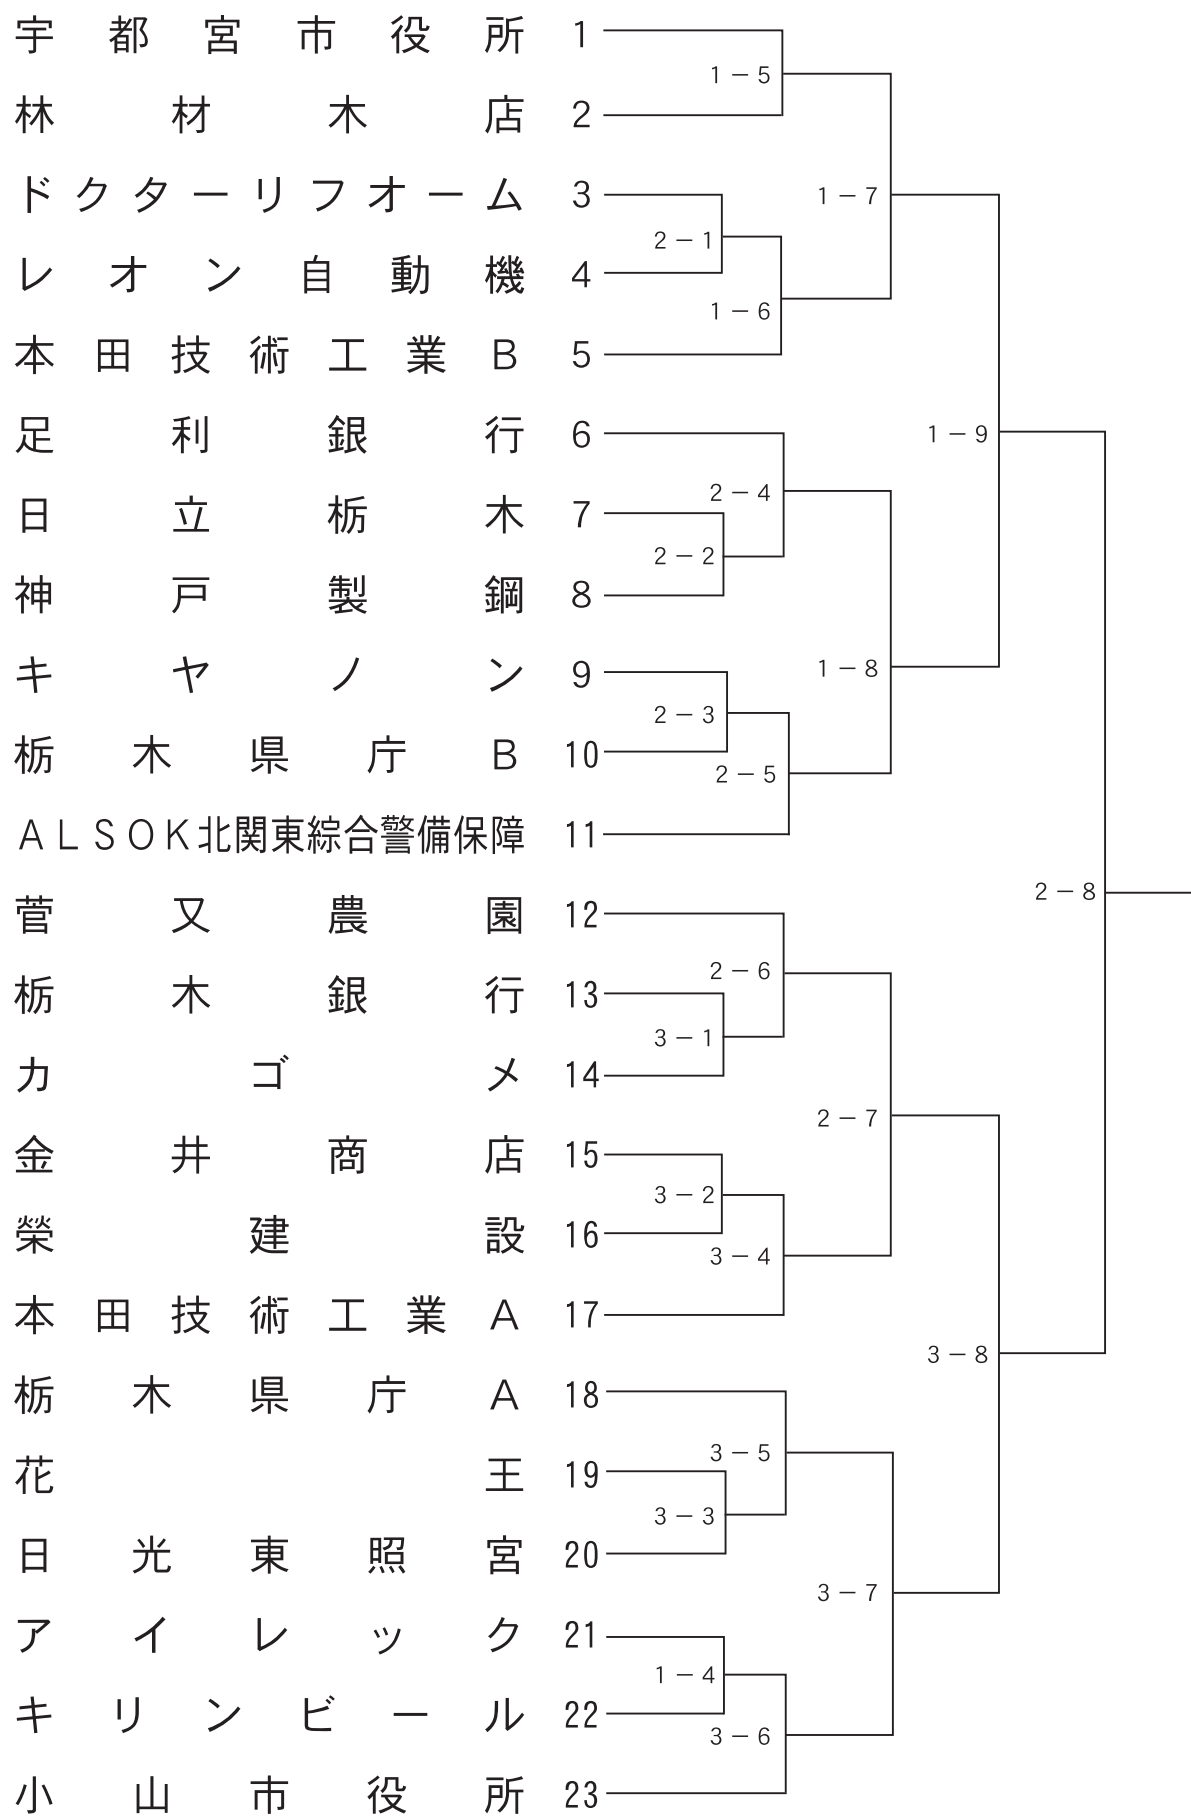 宇都宮市役所 1
1－5
林材木店 2
ドクターリフオーム 3
1－7
2－1
レオン自動機 4
1－6
本田技術工業Ｂ 5
足利銀行 6
1－9
2－4
日立栃木 7
2－2
神戸製鋼 8
1－8
キヤノン 9
2－3
栃木県庁Ｂ 10
2－5
ＡＬＳＯＫ北関東綜合警備保障 11
2－8
菅又農園 12
2－6
栃木銀行 13
3－1
カゴメ 14
2－7
金井商店 15
3－2
榮建設 16
3－4
本田技術工業Ａ 17
3－8
栃木県庁Ａ 18
3－5
花王 19
3－3
日光東照宮 20
3－7
アイレック 21
1－4
キリンビール 22
3－6
小山市役所 23